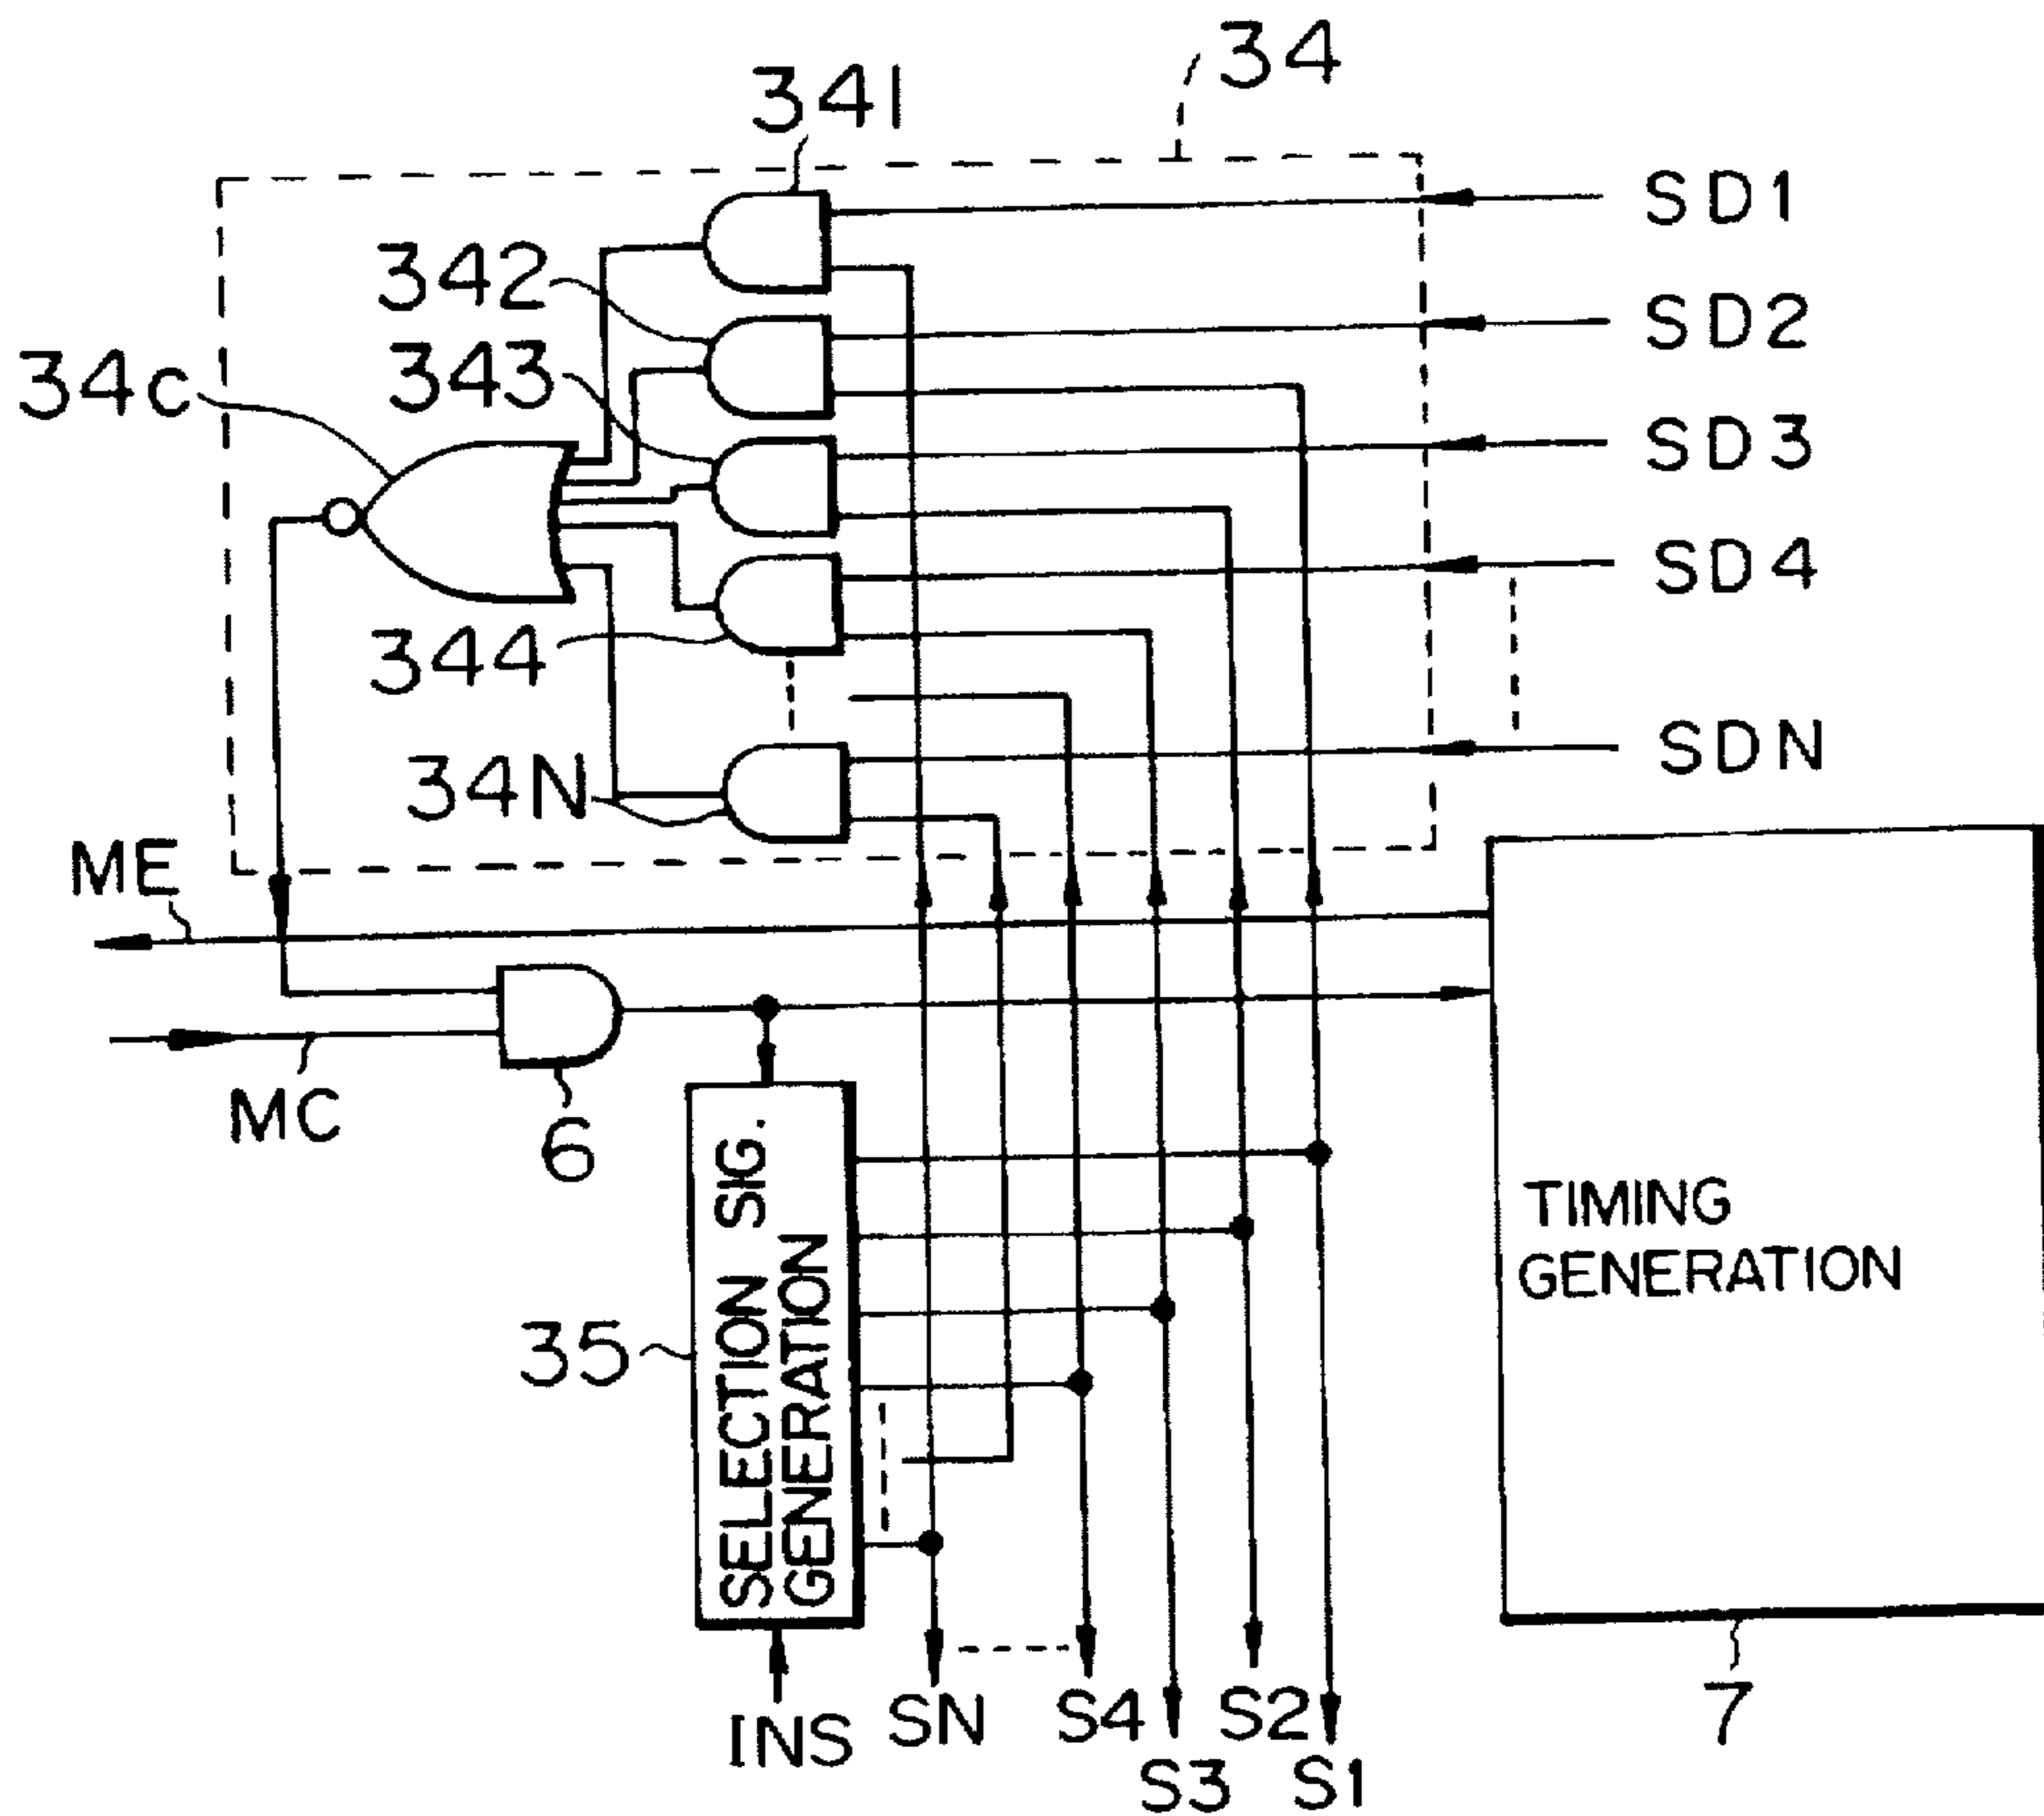 34
341
SD1
342
SD2
343
34c
SD3
SD4
344
34N
SDN
ME
MC
6
SELECTION SIG.
GENERATION
TIMING
GENERATION
35
7
INS
SN
S4
S2
S3
S1